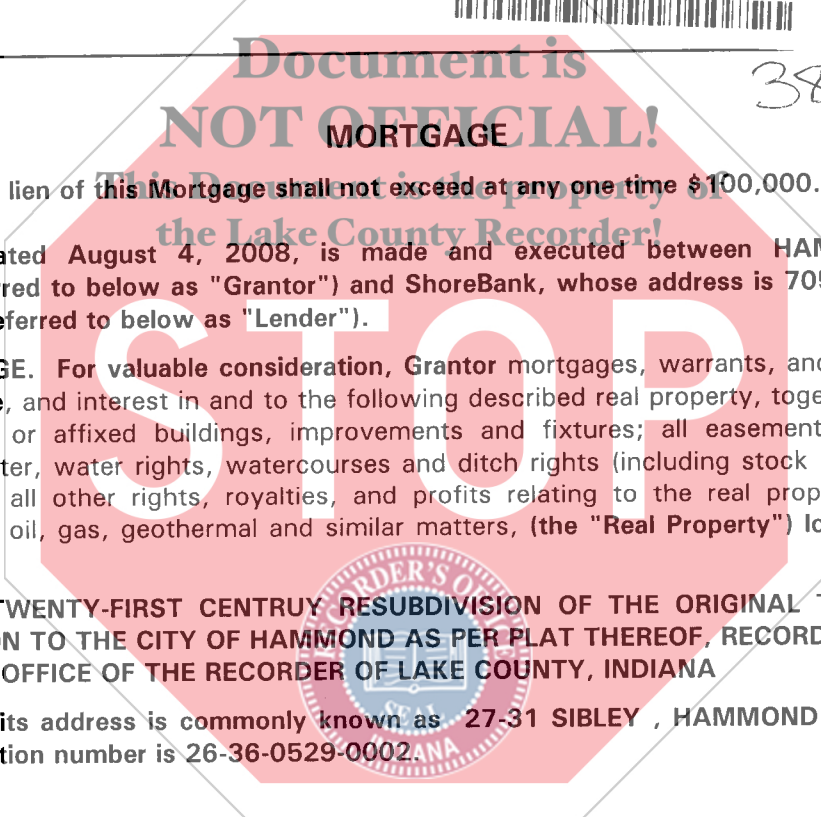 Document is
NOT OFFICIAL!
38
MORTGAGE
This Document is the property of
lien of this Mortgage shall not exceed at any one time $100,000.
the Lake County Recorder!
ated August 4, 2008, is made and executed between HAM
red to below as "Grantor") and ShoreBank, whose address is 705
eferred to below as "Lender").
STOP
GE. For valuable consideration, Grantor mortgages, warrants, and
e, and interest in and to the following described real property, toge
or affixed buildings, improvements and fixtures; all easement
ter, water rights, watercourses and ditch rights (including stock
all other rights, royalties, and profits relating to the real prop
oil, gas, geothermal and similar matters, (the "Real Property") lo
RECORDER'S OFFICE
TWENTY-FIRST CENTRUY RESUBDIVISION OF THE ORIGINAL T
ON TO THE CITY OF HAMMOND AS PER PLAT THEREOF, RECORD
OFFICE OF THE RECORDER OF LAKE COUNTY, INDIANA
SEAL
its address is commonly known as 27-31 SIBLEY , HAMMOND
INDIANA
tion number is 26-36-0529-0002.